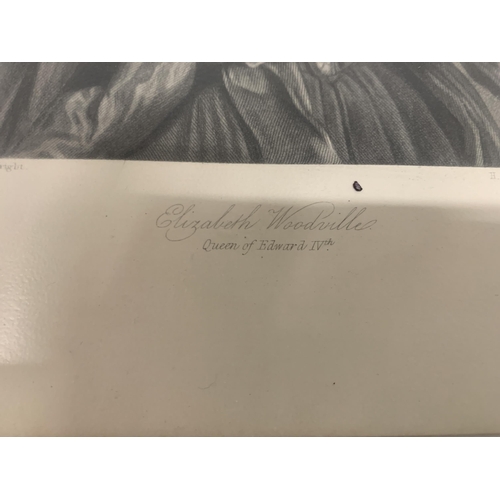 Elizabeth Woodville.
Queen of Edward IVth.